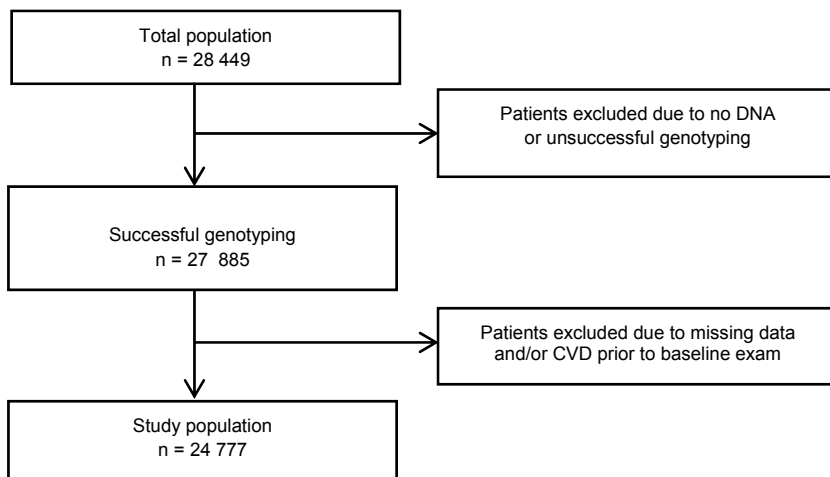 Total population
n = 28 449
Patients excluded due to no DNA
or unsuccessful genotyping
Successful genotyping
n = 27 885
Patients excluded due to missing data
and/or CVD prior to baseline exam
Study population
n = 24 777